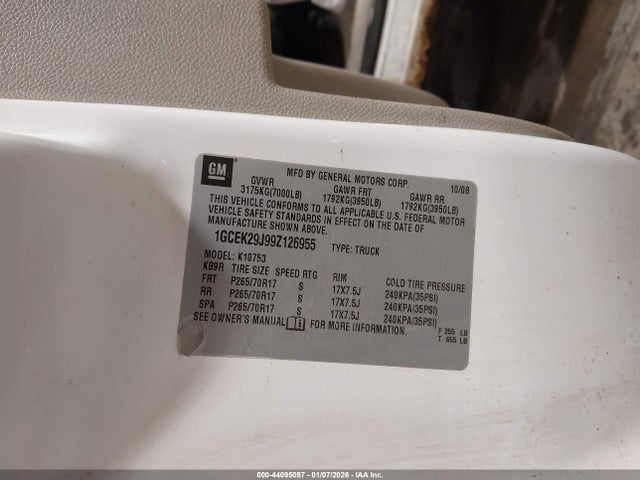 GM
MFD BY GENERAL MOTORS CORP. 10/08
GVWR GAWR FRT GAWR RR
3175KG(7000LB) 1792KG(3950LB) 1792KG(3950LB)
THIS VEHICLE CONFORMS TO ALL APPLICABLE U.S. FEDERAL MOTOR
VEHICLE SAFETY STANDARDS IN EFFECT ON THE DATE OF
MANUFACTURE SHOWN ABOVE.
1GCEK29J99Z126955 TYPE: TRUCK
MODEL: K10753
KB9R TIRE SIZE SPEED RTG RIM COLD TIRE PRESSURE
FRT P265/70R17 S 17X7.5J 240KPA(35PSI)
RR P265/70R17 S 17X7.5J 240KPA(35PSI)
SPA P265/70R17 S 17X7.5J 240KPA(35PSI)
SEE OWNER'S MANUAL i FOR MORE INFORMATION.
F 255 LB
T 655 LB
000-44095097 - 01/07/2026 - IAA Inc.